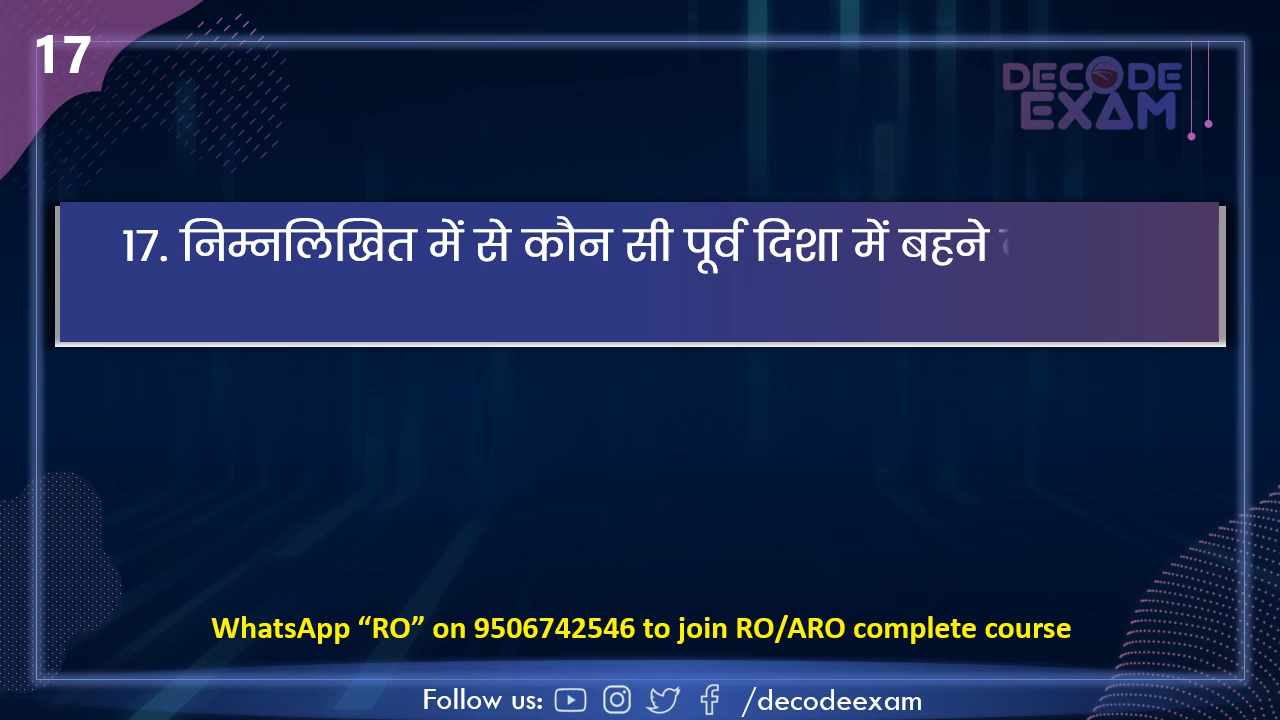 17
DECODE
EXAM
17. निम्नलिखित में से कौन सी पूर्व दिशा में बहने
WhatsApp “RO” on 9506742546 to join RO/ARO complete course
Follow us: /decodeexam